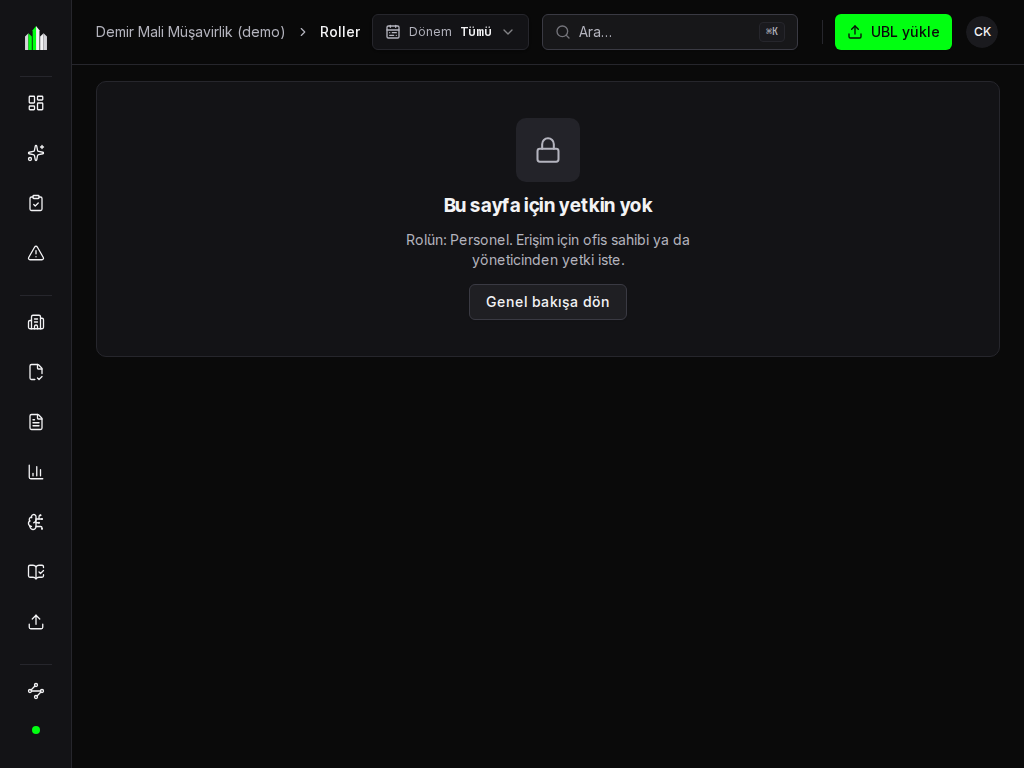 Demir Mali Müşavirlik (demo) > Roller
Dönem Tümü
Ara…
⌘K
UBL yükle
CK
Bu sayfa için yetkin yok
Rolün: Personel. Erişim için ofis sahibi ya da
yöneticinden yetki iste.
Genel bakışa dön